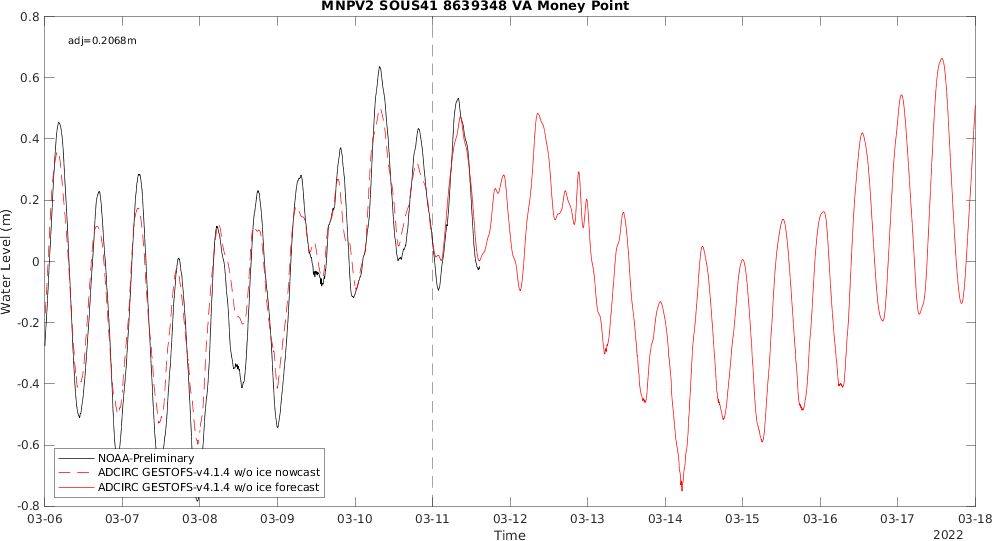 MNPV2 SOUS41 8639348 VA Money Point
adj=0.2068m
0.8
0.6
0.4
0.2
0
-0.2
-0.4
-0.6
-0.8
Water Level (m)
NOAA-Preliminary
ADCIRC GESTOFS-v4.1.4 w/o ice nowcast
ADCIRC GESTOFS-v4.1.4 w/o ice forecast
03-06 03-07 03-08 03-09 03-10 03-11 03-12 03-13 03-14 03-15 03-16 03-17 03-18
Time
2022